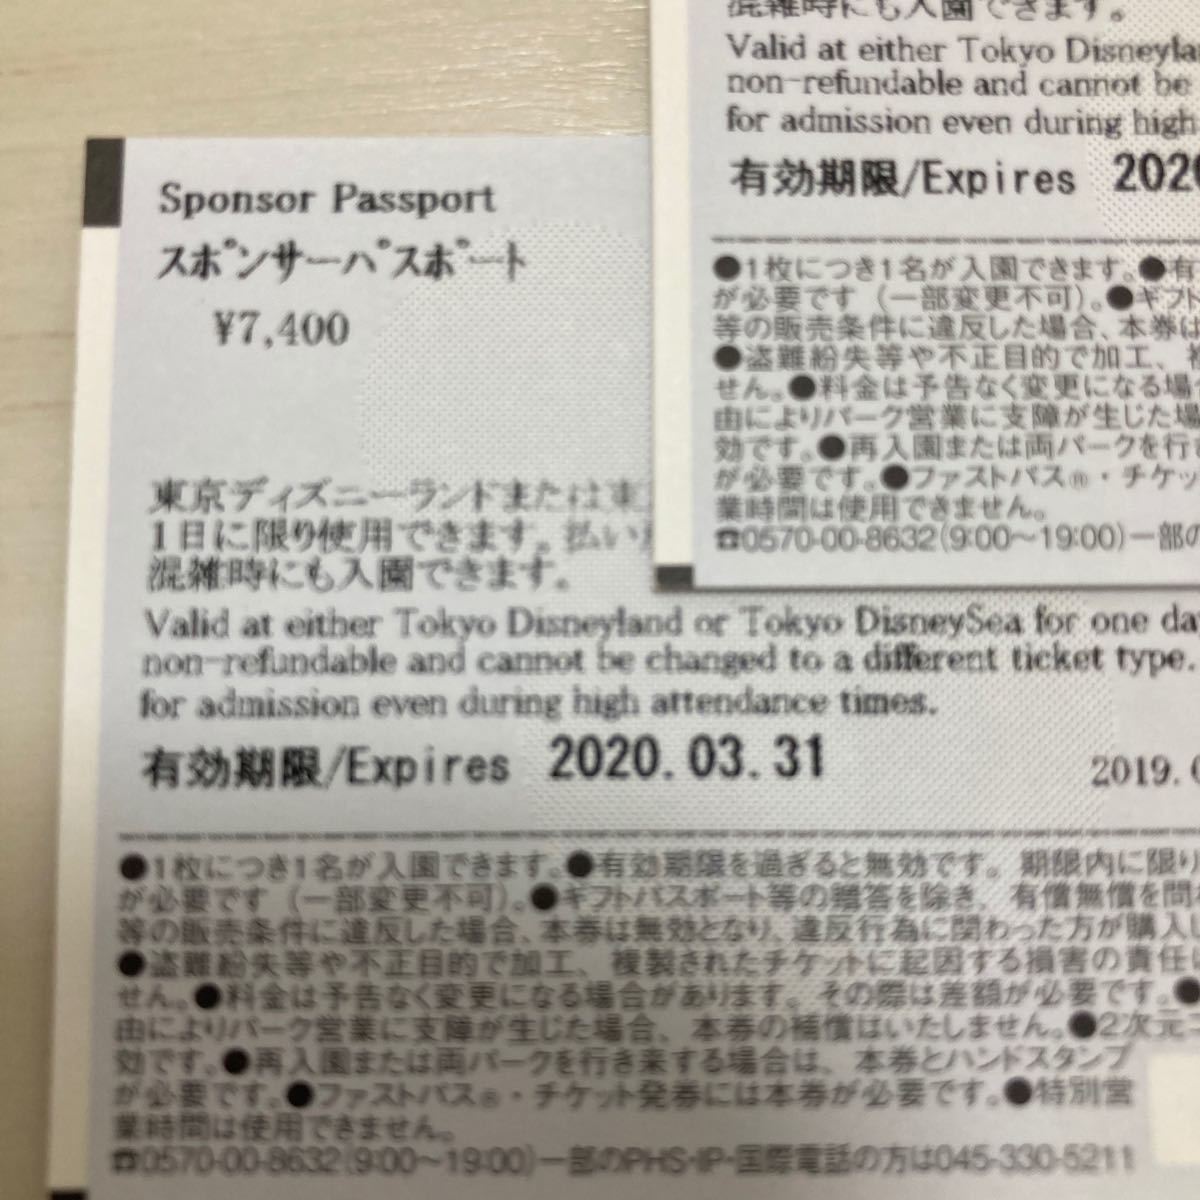 混雑時にも入園できます。
Valid at either Tokyo Disneyla
non-refundable and cannot be
for admission even during high
有効期限/Expires 2020
●1枚につき1名が入園できます。●有
が必要です（一部変更不可）。●ギフト
等の販売条件に違反した場合、本券は
●盗難紛失等や不正目的で加工、複
せん。●料金は予告なく変更になる場
由によりパーク営業に支障が生じた場
効です。●再入園または両パークを行き
が必要です。●ファストパス®・チケッ
業時間は使用できません。
☎0570-00-8632(9:00～19:00)一部の
Sponsor Passport
スポンサーパスポート
¥7,400
東京ディズニーランドまたは東
1日に限り使用できます。払い
混雑時にも入園できます。
Valid at either Tokyo Disneyland or Tokyo DisneySea for one da
non-refundable and cannot be changed to a different ticket type.
for admission even during high attendance times.
有効期限/Expires 2020.03.31
2019.0
●1枚につき1名が入園できます。●有効期限を過ぎると無効です。期限内に限り
が必要です（一部変更不可）。●ギフトパスポート等の贈答を除き、有償無償を問
等の販売条件に違反した場合、本券は無効となり、違反行為に関わった方が購入
●盗難紛失等や不正目的で加工、複製されたチケットに起因する損害の責任は
せん。●料金は予告なく変更になる場合があります。その際は差額が必要です。●
由によりパーク営業に支障が生じた場合、本券の補償はいたしません。●2次元コ
効です。●再入園または両パークを行き来する場合は、本券とハンドスタンプ
が必要です。●ファストパス®・チケット発券には本券が必要です。●特別営
業時間は使用できません。
☎0570-00-8632(9:00～19:00)一部のPHS・IP・国際電話の方は045-330-5211